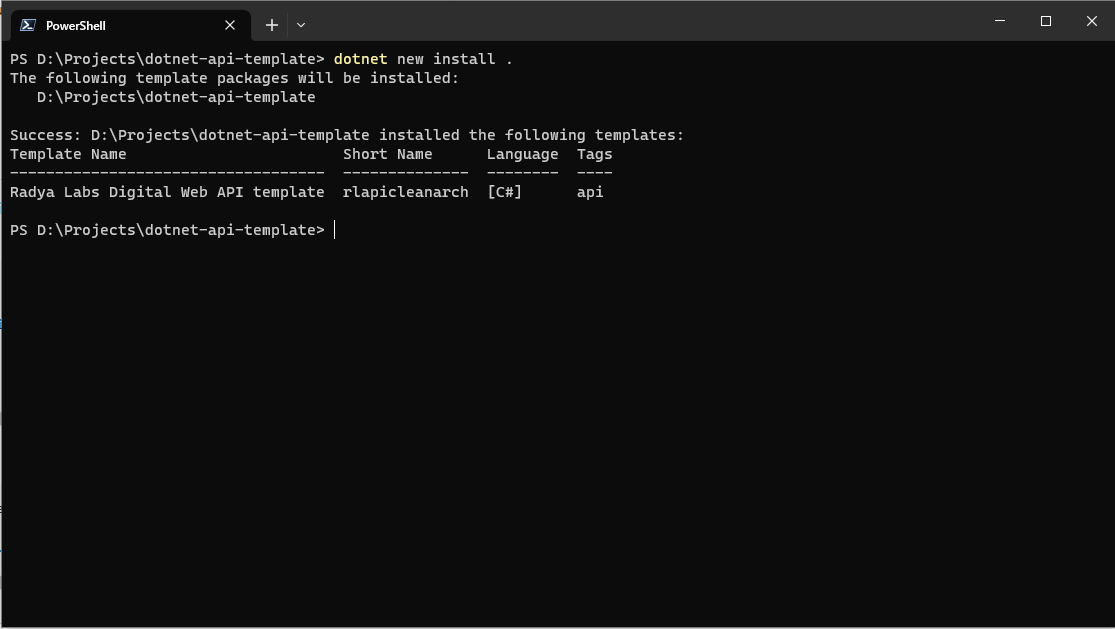 PowerShell
PS D:\Projects\dotnet-api-template> dotnet new install .
The following template packages will be installed:
   D:\Projects\dotnet-api-template

Success: D:\Projects\dotnet-api-template installed the following templates:
Template Name                        Short Name      Language  Tags
-----------------------------------  --------------  --------  ----
Radya Labs Digital Web API template  rlapicleanarch  [C#]      api

PS D:\Projects\dotnet-api-template>